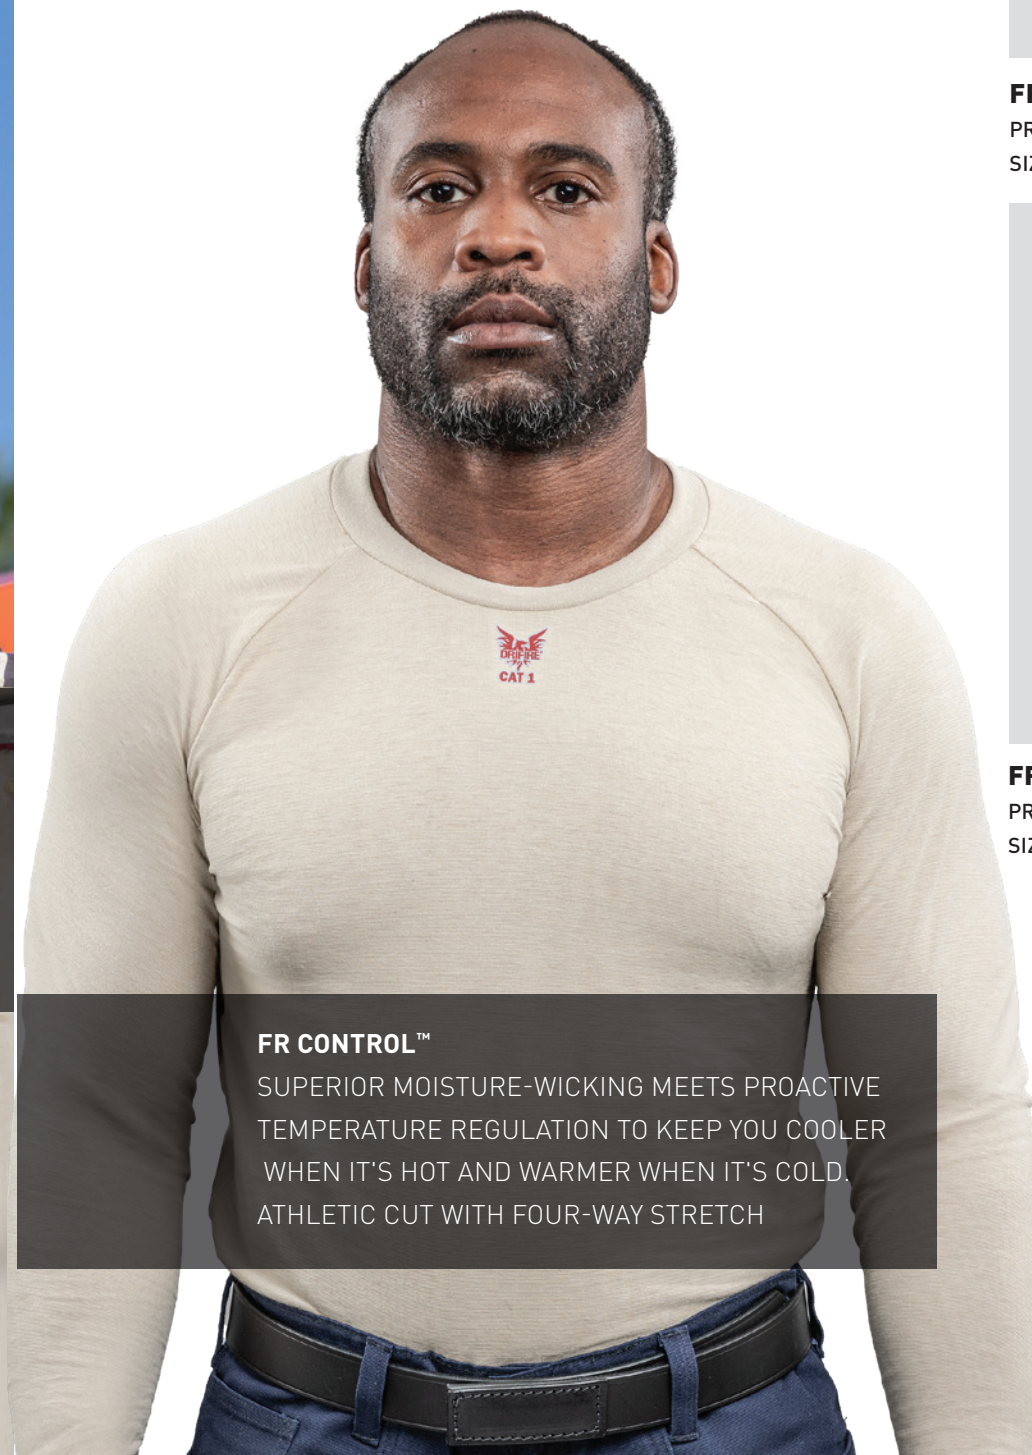 DRIFIRE
CAT 1
FR CONTROL™
SUPERIOR MOISTURE-WICKING MEETS PROACTIVE
TEMPERATURE REGULATION TO KEEP YOU COOLER
WHEN IT'S HOT AND WARMER WHEN IT'S COLD.
ATHLETIC CUT WITH FOUR-WAY STRETCH